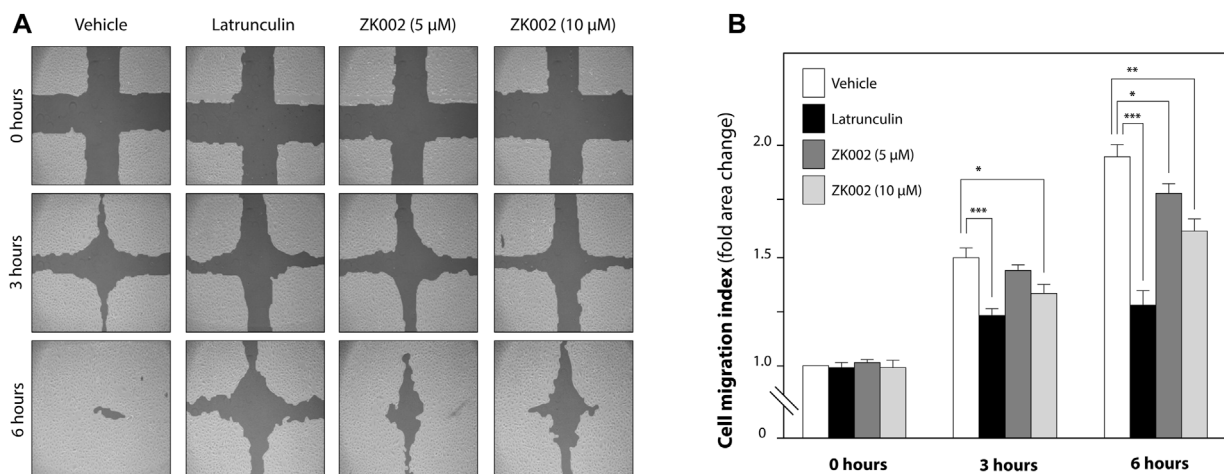 A
Vehicle Latrunculin ZK002 (5 µM) ZK002 (10 µM)
0 hours
3 hours
6 hours
B
Cell migration index (fold area change)
2.0
1.5
1.0
0
Vehicle
Latrunculin
ZK002 (5 µM)
ZK002 (10 µM)
***
*
**
*
***
0 hours 3 hours 6 hours